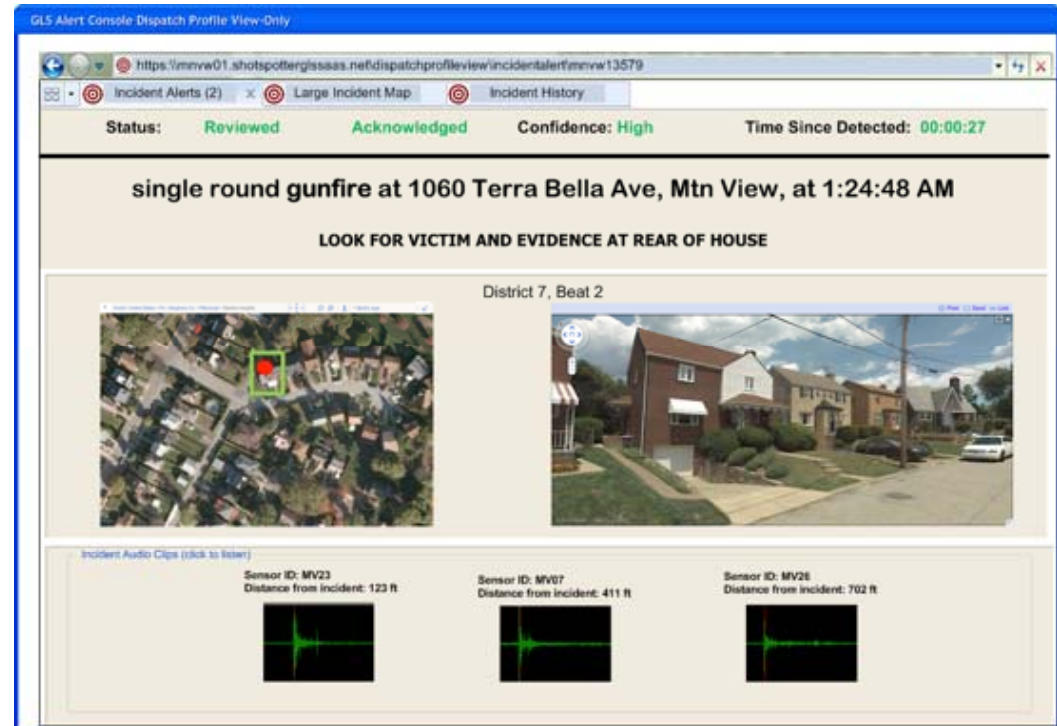 GLS Alert Console Dispatch Profile View-Only
https:\\mnvw01.shotspotterglsssas.net\dispatchprofileview\incidentalert\mnvw13579
Incident Alerts (2) x Large Incident Map Incident History
Status: Reviewed Acknowledged Confidence: High Time Since Detected: 00:00:27
single round gunfire at 1060 Terra Bella Ave, Mtn View, at 1:24:48 AM
LOOK FOR VICTIM AND EVIDENCE AT REAR OF HOUSE
District 7, Beat 2
Incident Audio Clips (click to listen)
Sensor ID: MV23
Distance from incident: 123 ft
Sensor ID: MV07
Distance from incident: 411 ft
Sensor ID: MV26
Distance from incident: 702 ft